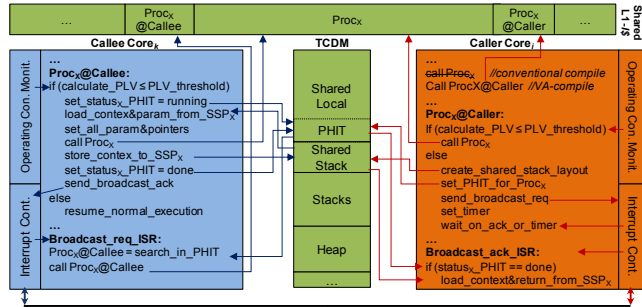 ...
Procx
@Callee
Procx
Procx
@Caller
...
Shared
L1-I$
Callee Corek
TCDM
Caller Corei
Operating Con. Monit.
Interrupt Cont.
...
Procx@Callee:
if (calculate_PLV ≤ PLV_threshold)
set_statusx_PHIT = running
load_contex&param_from_SSPx
set_all_param&pointers
call Procx
store_contex_to_SSPx
set_statusx_PHIT = done
send_broadcast_ack
else
resume_normal_execution
...
Broadcast_req_ISR:
Procx@Callee=search_in_PHIT
call Procx@Callee
Shared
Local
PHIT
Shared
Stack
Stacks
Heap
...
...
call Procx //conventional compile
Call ProcX@Caller //VA-compile
...
Procx@Caller:
If (calculate_PLV ≤ PLV_threshold)
call Procx
else
create_shared_stack_layout
set_PHIT_for_Procx
send_broadcast_req
set_timer
wait_on_ack_or_timer
...
Broadcast_ack_ISR:
if (statusx_PHIT == done)
load_context&return_from_SSPx
Operating Con. Monit.
Interrupt Cont.